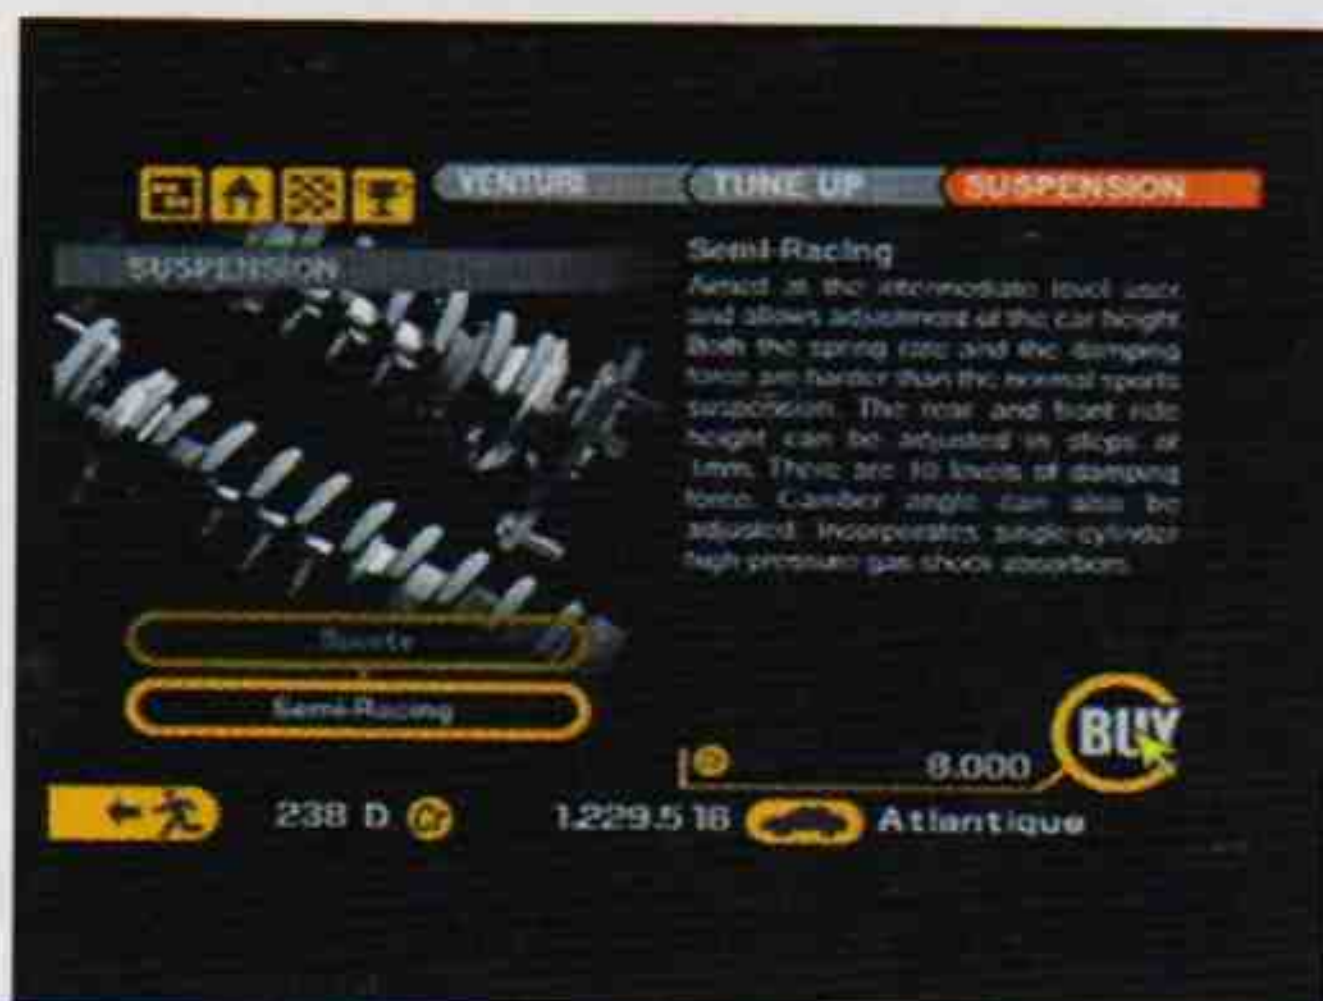 VENTURI
TUNE UP
SUSPENSION
SUSPENSION
Semi-Racing
Aimed at the intermediate level user
and allows adjustment of the car height.
Both the spring rate and the damping
force are harder than the normal sports
suspension. The rear and front ride
height can be adjusted in steps of
1mm. There are 10 levels of damping
force. Camber angle can also be
adjusted. Incorporates single-cylinder
high pressure gas shock absorbers.
Sports
Semi-Racing
BUY
8.000
238 D
Cr
1.229.518
Atlantique